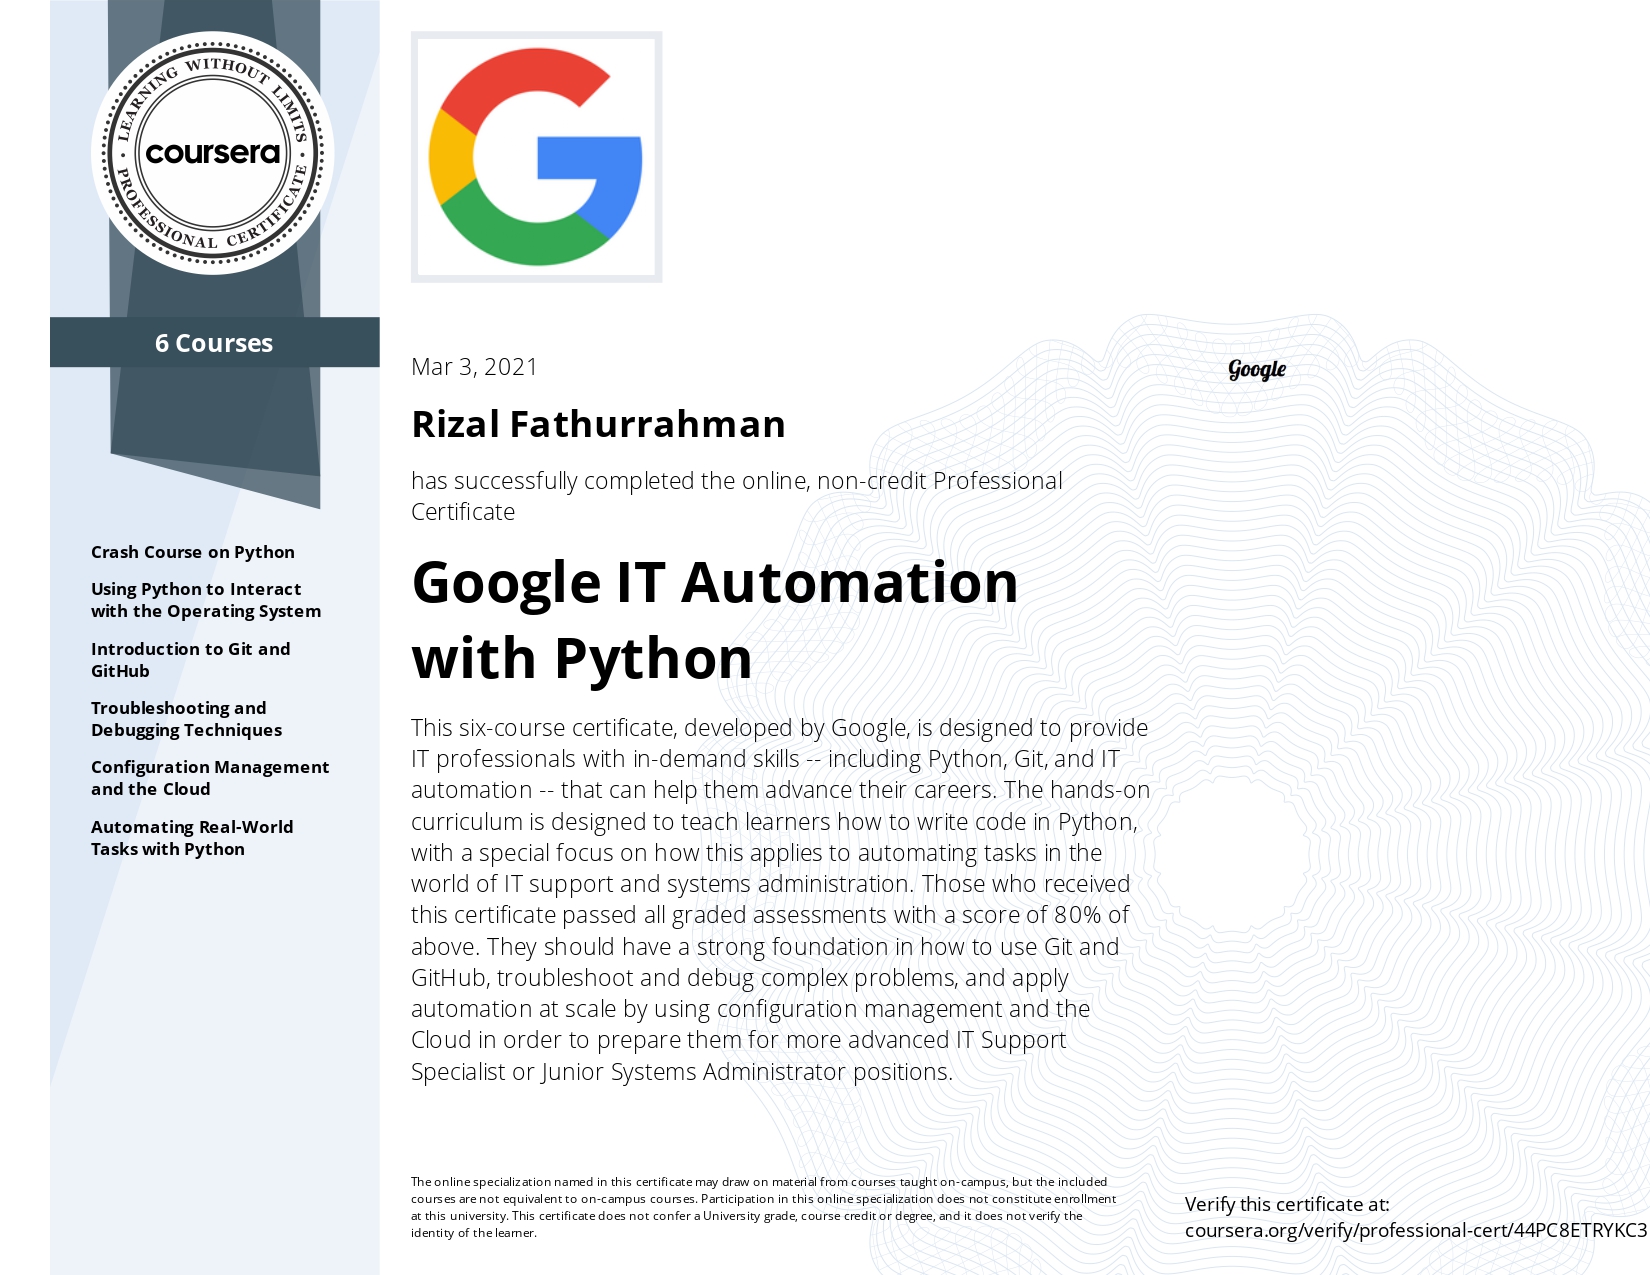 LEARNING WITHOUT LIMITS
coursera
PROFESSIONAL CERTIFICATE
6 Courses
Crash Course on Python
Using Python to Interact
with the Operating System
Introduction to Git and
GitHub
Troubleshooting and
Debugging Techniques
Configuration Management
and the Cloud
Automating Real-World
Tasks with Python
G
Mar 3, 2021
Google
Rizal Fathurrahman
has successfully completed the online, non-credit Professional
Certificate
Google IT Automation
with Python
This six-course certificate, developed by Google, is designed to provide
IT professionals with in-demand skills -- including Python, Git, and IT
automation -- that can help them advance their careers. The hands-on
curriculum is designed to teach learners how to write code in Python,
with a special focus on how this applies to automating tasks in the
world of IT support and systems administration. Those who received
this certificate passed all graded assessments with a score of 80% of
above. They should have a strong foundation in how to use Git and
GitHub, troubleshoot and debug complex problems, and apply
automation at scale by using configuration management and the
Cloud in order to prepare them for more advanced IT Support
Specialist or Junior Systems Administrator positions.
The online specialization named in this certificate may draw on material from courses taught on-campus, but the included
courses are not equivalent to on-campus courses. Participation in this online specialization does not constitute enrollment
at this university. This certificate does not confer a University grade, course credit or degree, and it does not verify the
identity of the learner.
Verify this certificate at:
coursera.org/verify/professional-cert/44PC8ETRYKC3